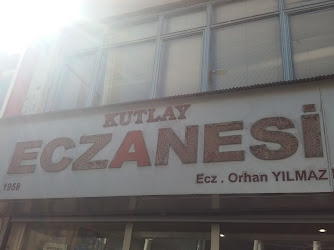 KUTLAY
ECZANESİ
1958 Ecz . Orhan YILMAZ